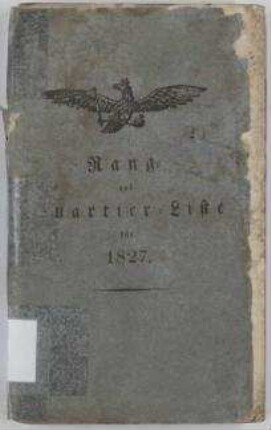 Rang-
und
Quartier-Liste
für
1827.